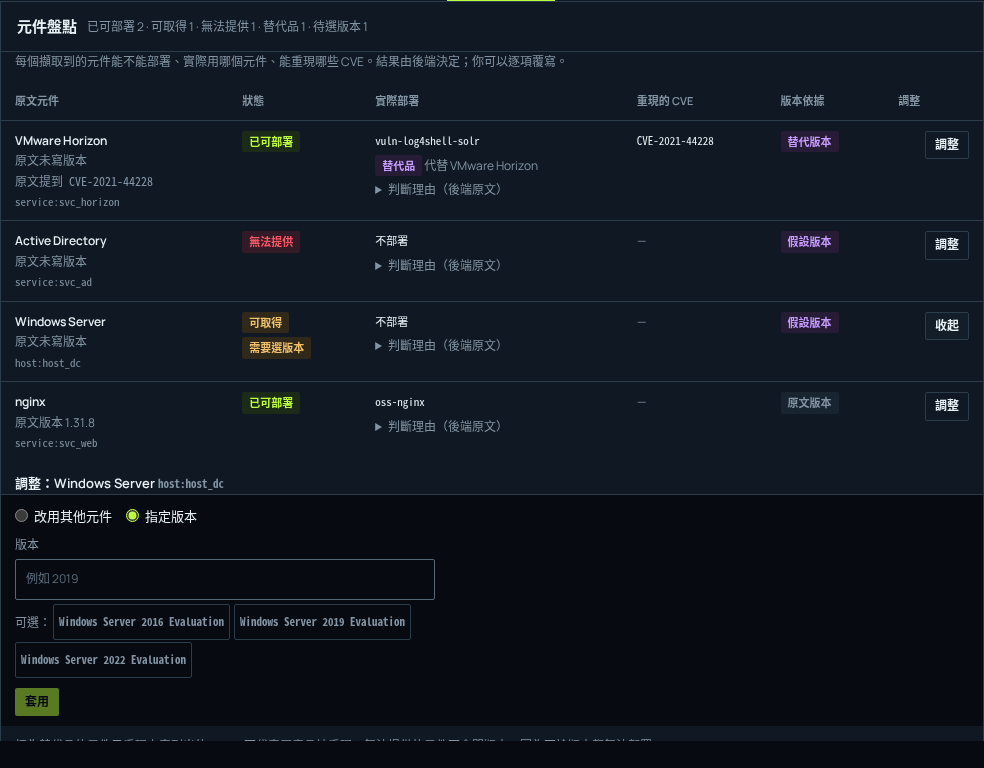 元件盤點 已可部署 2 · 可取得 1 · 無法提供 1 · 替代品 1 · 待選版本 1
每個擷取到的元件能不能部署、實際用哪個元件、能重現哪些 CVE。結果由後端決定；你可以逐項覆寫。
原文元件 狀態 實際部署 重現的 CVE 版本依據 調整
VMware Horizon 已可部署 vuln-log4shell-solr CVE-2021-44228 替代版本 調整
原文未寫版本 替代品 代替 VMware Horizon
原文提到 CVE-2021-44228 ▶ 判斷理由（後端原文）
service:svc_horizon
Active Directory 無法提供 不部署 — 假設版本 調整
原文未寫版本 ▶ 判斷理由（後端原文）
service:svc_ad
Windows Server 可取得 不部署 — 假設版本 收起
原文未寫版本 需要選版本 ▶ 判斷理由（後端原文）
host:host_dc
nginx 已可部署 oss-nginx — 原文版本 調整
原文版本 1.31.8 ▶ 判斷理由（後端原文）
service:svc_web
調整：Windows Server host:host_dc
改用其他元件 指定版本
版本
例如 2019
可選： Windows Server 2016 Evaluation Windows Server 2019 Evaluation
Windows Server 2022 Evaluation
套用